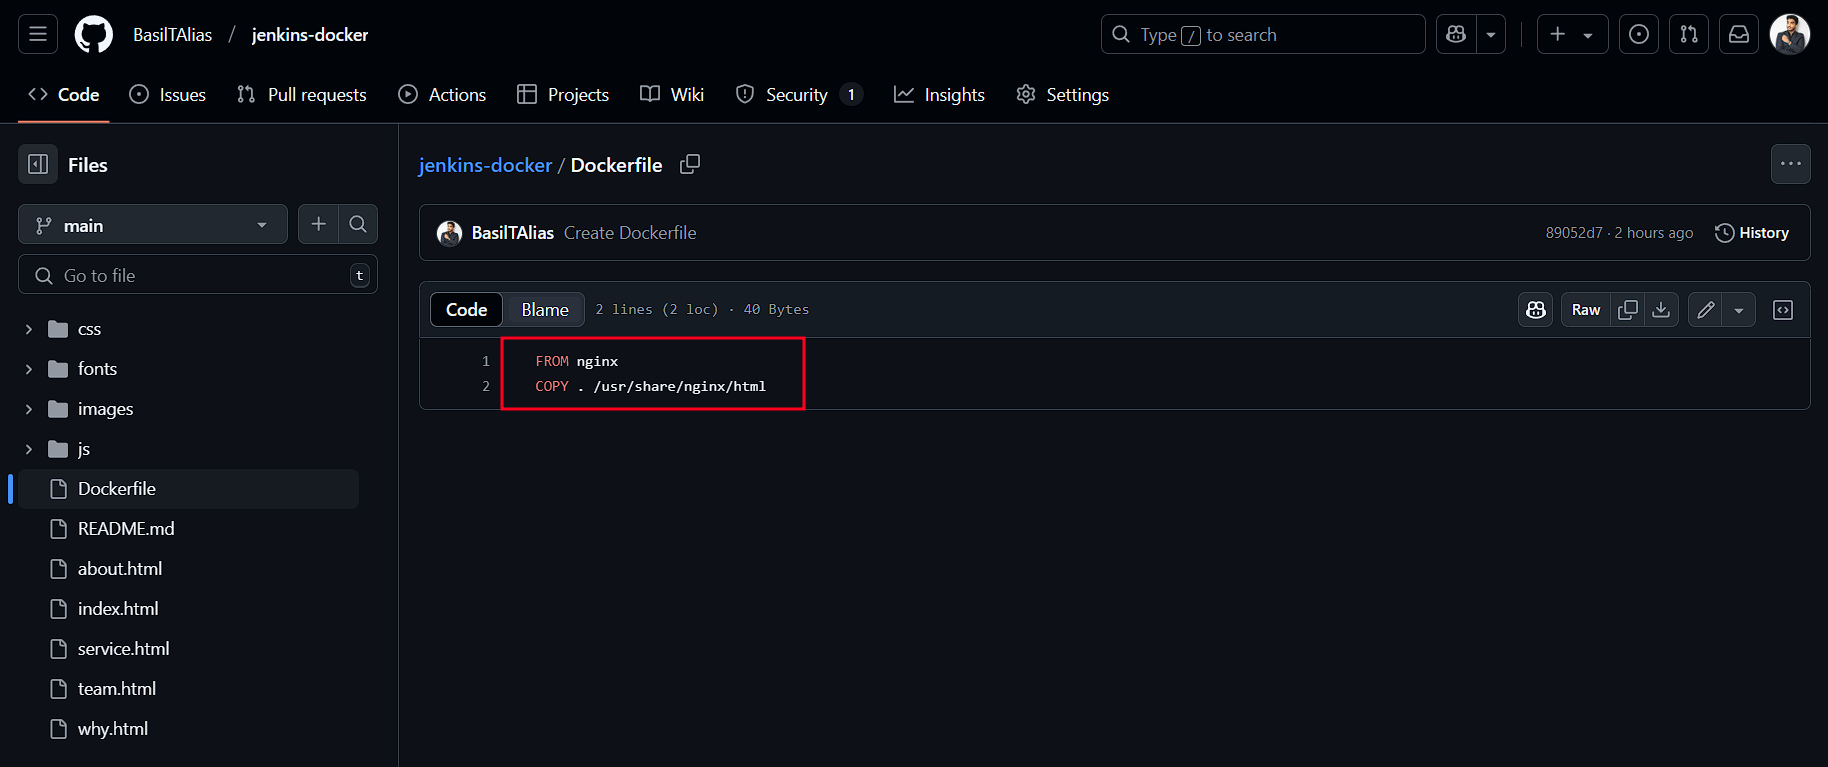 BasilTAlias / jenkins-docker
Type / to search
Code
Issues
Pull requests
Actions
Projects
Wiki
Security 1
Insights
Settings
Files
main
Go to file
t
css
fonts
images
js
Dockerfile
README.md
about.html
index.html
service.html
team.html
why.html
jenkins-docker / Dockerfile
BasilTAlias Create Dockerfile
89052d7 · 2 hours ago
History
Code Blame 2 lines (2 loc) · 40 Bytes
Raw
1 FROM nginx
2 COPY . /usr/share/nginx/html